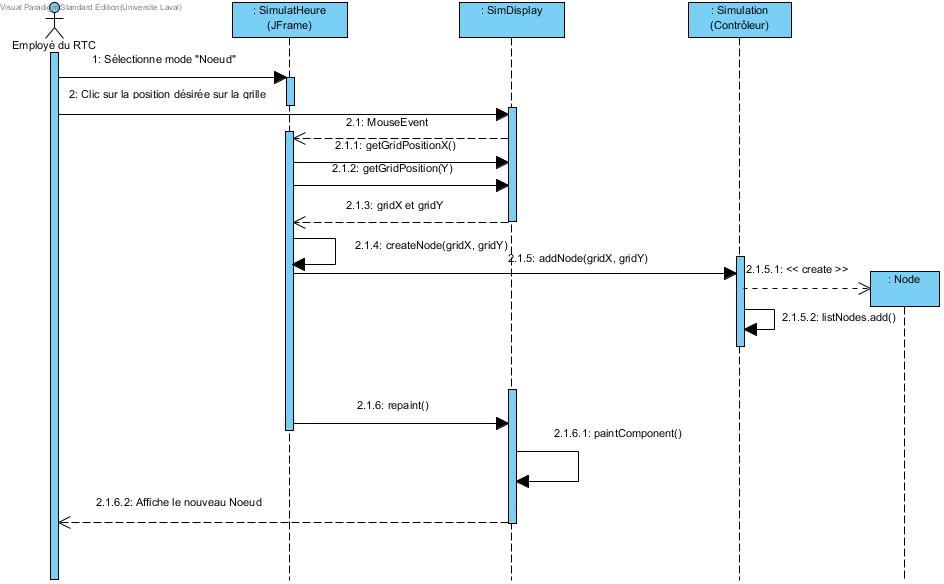 Visual Paradi Standard Edition(Universite Laval)
: SimulatHeure
(JFrame)
: SimDisplay
: Simulation
(Contrôleur)
Employé du RTC
1: Sélectionne mode "Noeud"
2: Clic sur la position désirée sur la grille
2.1: MouseEvent
2.1.1: getGridPositionX()
2.1.2: getGridPosition(Y)
2.1.3: gridX et gridY
2.1.4: createNode(gridX, gridY)
2.1.5: addNode(gridX, gridY)
2.1.5.1: << create >>
: Node
2.1.5.2: listNodes.add()
2.1.6: repaint()
2.1.6.1: paintComponent()
2.1.6.2: Affiche le nouveau Noeud